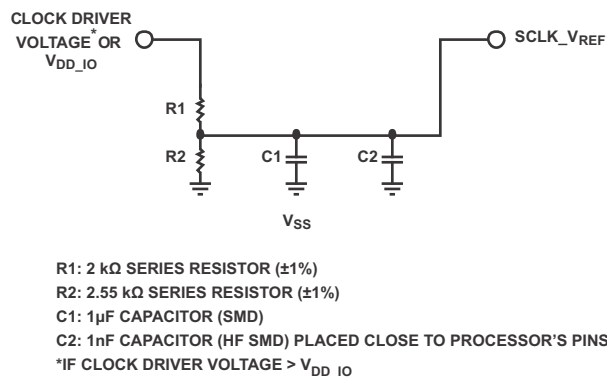 CLOCK DRIVER
VOLTAGE* OR
VDD_IO
SCLK_VREF
R1
R2
C1
C2
VSS
R1: 2 kΩ SERIES RESISTOR (±1%)
R2: 2.55 kΩ SERIES RESISTOR (±1%)
C1: 1µF CAPACITOR (SMD)
C2: 1nF CAPACITOR (HF SMD) PLACED CLOSE TO PROCESSOR'S PINS
*IF CLOCK DRIVER VOLTAGE > VDD_IO